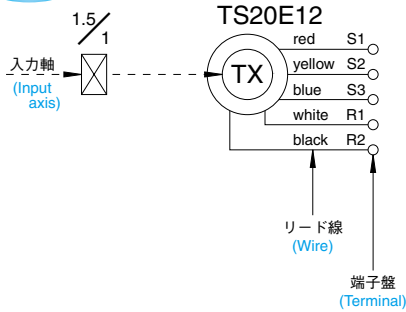 TS20E12
1.5/1
入力軸
(Input
axis)
TX
red S1
yellow S2
blue S3
white R1
black R2
リード線
(Wire)
端子盤
(Terminal)